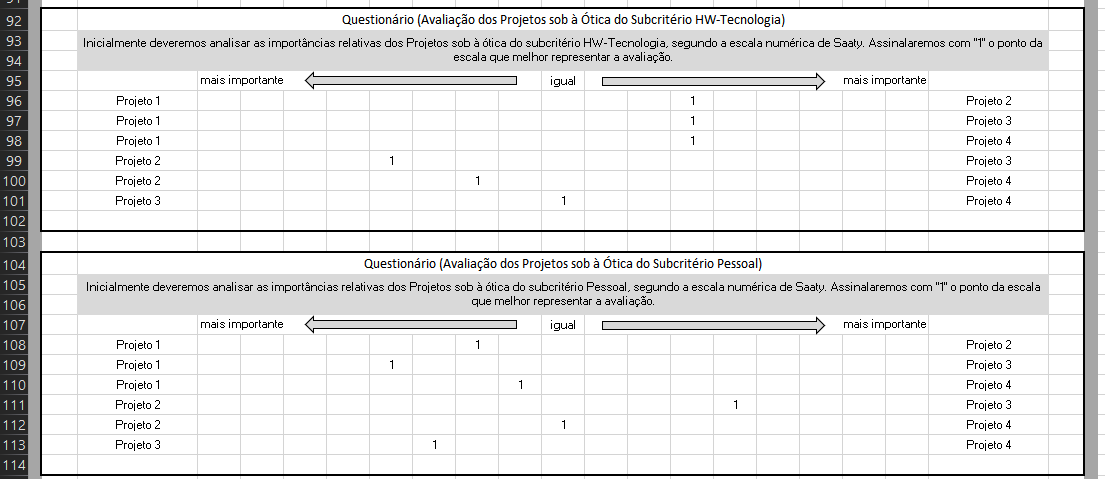 92 Questionário (Avaliação dos Projetos sob à Ótica do Subcritério HW-Tecnologia)
93 Inicialmente deveremos analisar as importâncias relativas dos Projetos sob à ótica do subcritério HW-Tecnologia, segundo a escala numérica de Saaty. Assinalaremos com "1" o ponto da
94 escala que melhor representar a avaliação.
95 mais importante igual mais importante
96 Projeto 1 1 Projeto 2
97 Projeto 1 1 Projeto 3
98 Projeto 1 1 Projeto 4
99 Projeto 2 1 Projeto 3
100 Projeto 2 1 Projeto 4
101 Projeto 3 1 Projeto 4
102
103
104 Questionário (Avaliação dos Projetos sob à Ótica do Subcritério Pessoal)
105 Inicialmente deveremos analisar as importâncias relativas dos Projetos sob à ótica do subcritério Pessoal, segundo a escala numérica de Saaty. Assinalaremos com "1" o ponto da escala
106 que melhor representar a avaliação.
107 mais importante igual mais importante
108 Projeto 1 1 Projeto 2
109 Projeto 1 1 Projeto 3
110 Projeto 1 1 Projeto 4
111 Projeto 2 1 Projeto 3
112 Projeto 2 1 Projeto 4
113 Projeto 3 1 Projeto 4
114